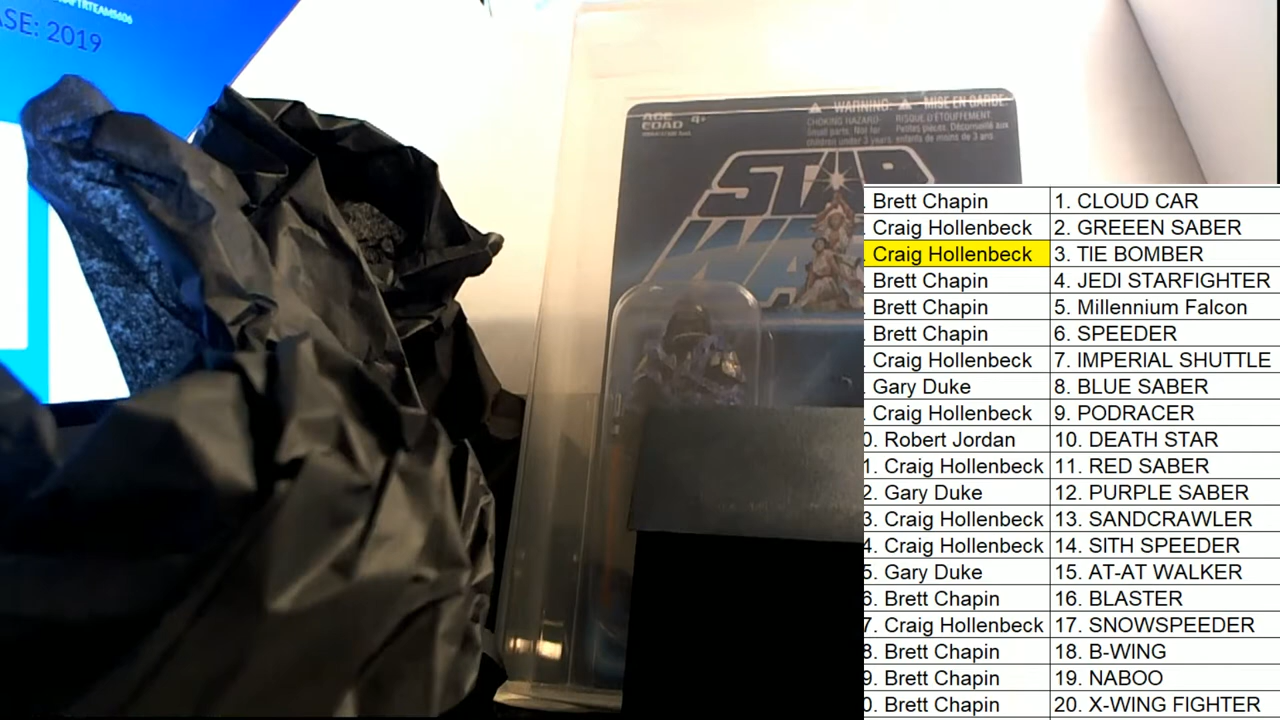 SE: 2019
AGE 4+
EDAD
WARNING:
CHOKING HAZARD-
Small parts. Not for
children under 3 years.
MISE EN GARDE:
RISQUE D'ÉTOUFFEMENT
Petites pièces. Déconseillé aux
enfants de moins de 3 ans.
STAR
WA
. Brett Chapin 1. CLOUD CAR
. Craig Hollenbeck 2. GREEEN SABER
. Craig Hollenbeck 3. TIE BOMBER
Brett Chapin 4. JEDI STARFIGHTER
Brett Chapin 5. Millennium Falcon
Brett Chapin 6. SPEEDER
Craig Hollenbeck 7. IMPERIAL SHUTTLE
. Gary Duke 8. BLUE SABER
. Craig Hollenbeck 9. PODRACER
0. Robert Jordan 10. DEATH STAR
1. Craig Hollenbeck 11. RED SABER
2. Gary Duke 12. PURPLE SABER
3. Craig Hollenbeck 13. SANDCRAWLER
4. Craig Hollenbeck 14. SITH SPEEDER
5. Gary Duke 15. AT-AT WALKER
6. Brett Chapin 16. BLASTER
7. Craig Hollenbeck 17. SNOWSPEEDER
8. Brett Chapin 18. B-WING
9. Brett Chapin 19. NABOO
0. Brett Chapin 20. X-WING FIGHTER